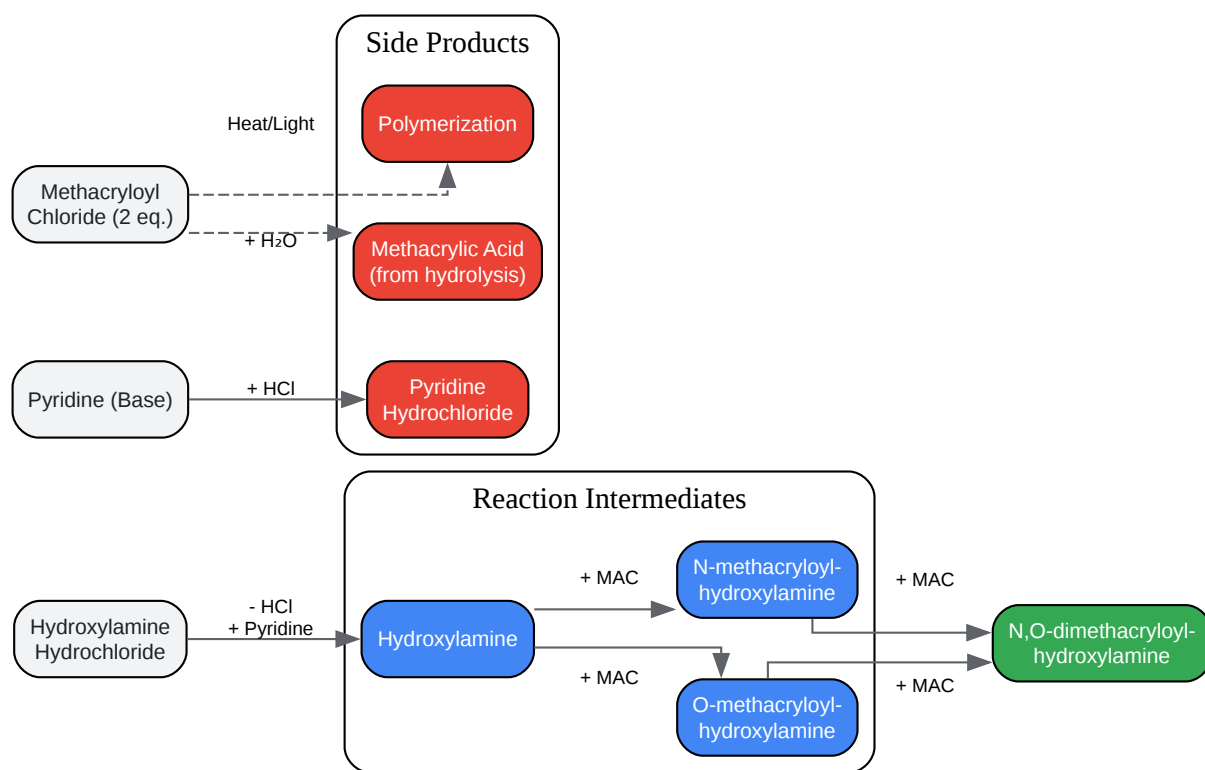 Side Products
Heat/Light
Polymerization
Methacryloyl
Chloride (2 eq.)
+ H₂O
Methacrylic Acid
(from hydrolysis)
Pyridine (Base)
+ HCl
Pyridine
Hydrochloride
Reaction Intermediates
Hydroxylamine
Hydrochloride
- HCl
+ Pyridine
Hydroxylamine
+ MAC
+ MAC
N-methacryloyl-
hydroxylamine
O-methacryloyl-
hydroxylamine
+ MAC
+ MAC
N,O-dimethacryloyl-
hydroxylamine